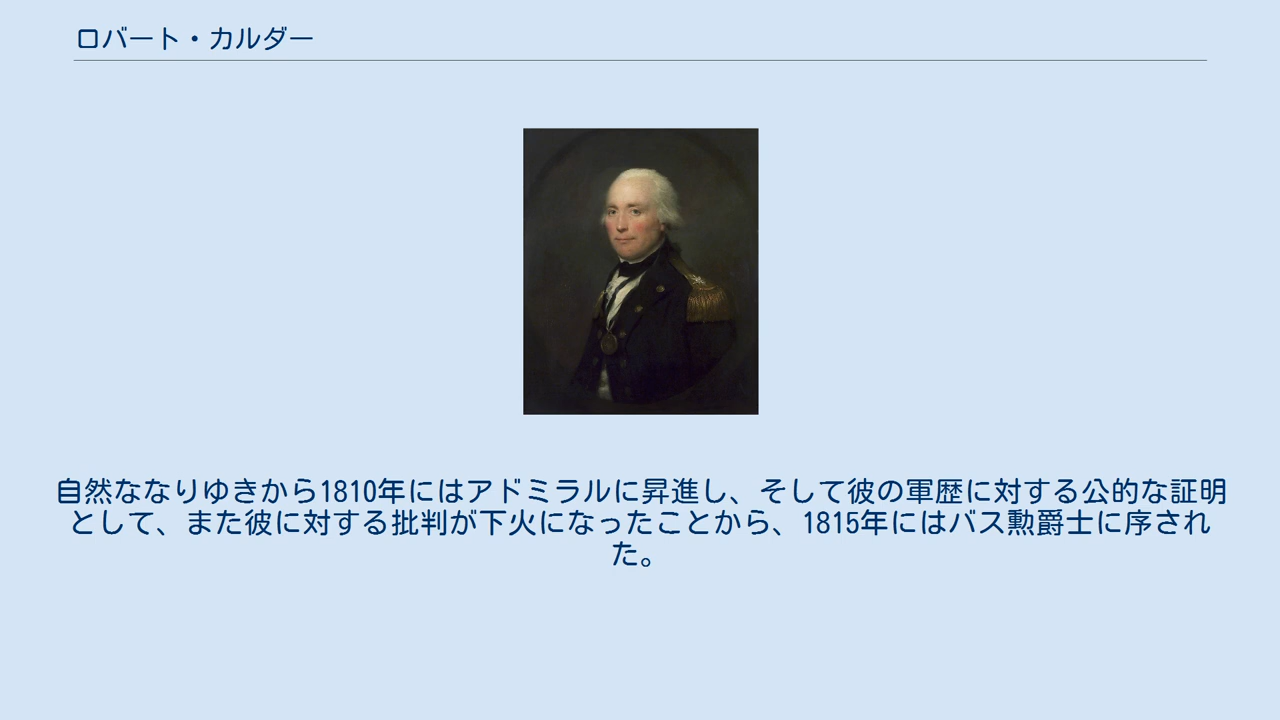 ロバート・カルダー
自然ななりゆきから1810年にはアドミラルに昇進し、そして彼の軍歴に対する公的な証明
として、また彼に対する批判が下火になったことから、1815年にはバス勲爵士に序され
た。